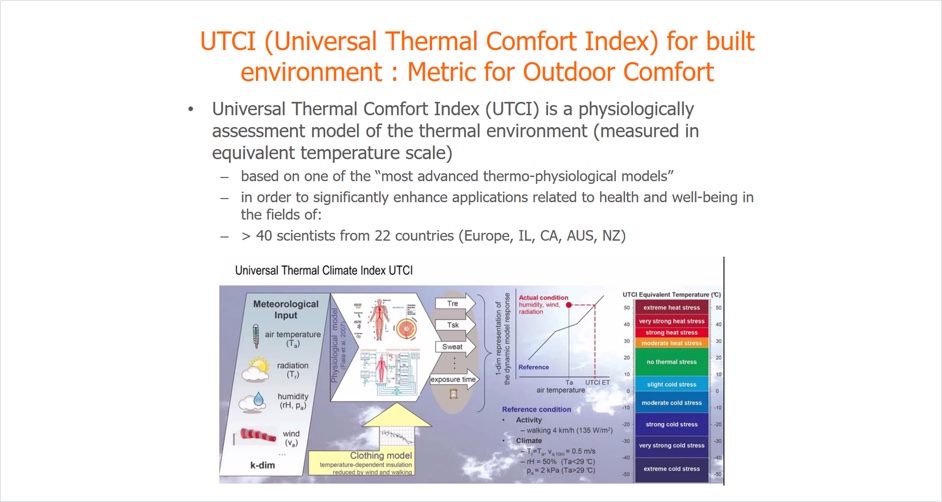 UTCI (Universal Thermal Comfort Index) for built
environment : Metric for Outdoor Comfort
• Universal Thermal Comfort Index (UTCI) is a physiologically
assessment model of the thermal environment (measured in
equivalent temperature scale)
– based on one of the “most advanced thermo-physiological models”
– in order to significantly enhance applications related to health and well-being in
the fields of:
– > 40 scientists from 22 countries (Europe, IL, CA, AUS, NZ)
Universal Thermal Climate Index UTCI
Meteorological
Input
air temperature
(Ta)
radiation
(Tr)
humidity
(rH, pa)
wind
(va)
...
k-dim
Physiological model
(Fiala et al. 2007)
Clothing model
temperature-dependent insulation
reduced by wind and walking
Tre
Tsk
Sweat
exposure time
1-dim representation of
the dynamic model response
Actual condition
humidity, wind,
radiation
Reference
Ta UTCI ET
air temperature
Reference condition
• Activity
– walking 4 km/h (135 W/m²)
• Climate
– Tr=Ta, va,10m = 0.5 m/s
– rH = 50% (Ta<29 °C)
pa = 2 kPa (Ta>29 °C)
UTCI Equivalent Temperature (°C)
50 extreme heat stress 50
40 very strong heat stress 40
strong heat stress
30 moderate heat stress 30
20 no thermal stress 20
10 10
0 slight cold stress 0
-10 moderate cold stress -10
-20 strong cold stress -20
-30 very strong cold stress -30
-40 -40
-50 extreme cold stress -50